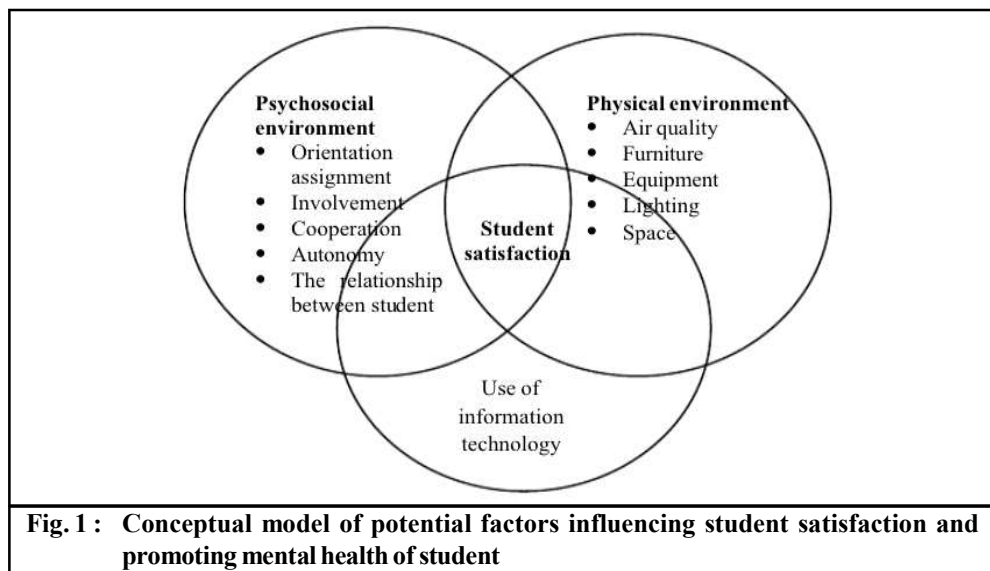 Psychosocial
environment
• Orientation
assignment
• Involvement
• Cooperation
• Autonomy
• The relationship
between student
Physical environment
• Air quality
• Furniture
• Equipment
• Lighting
• Space
Student
satisfaction
Use of
information
technology
Fig. 1 : Conceptual model of potential factors influencing student satisfaction and
promoting mental health of student